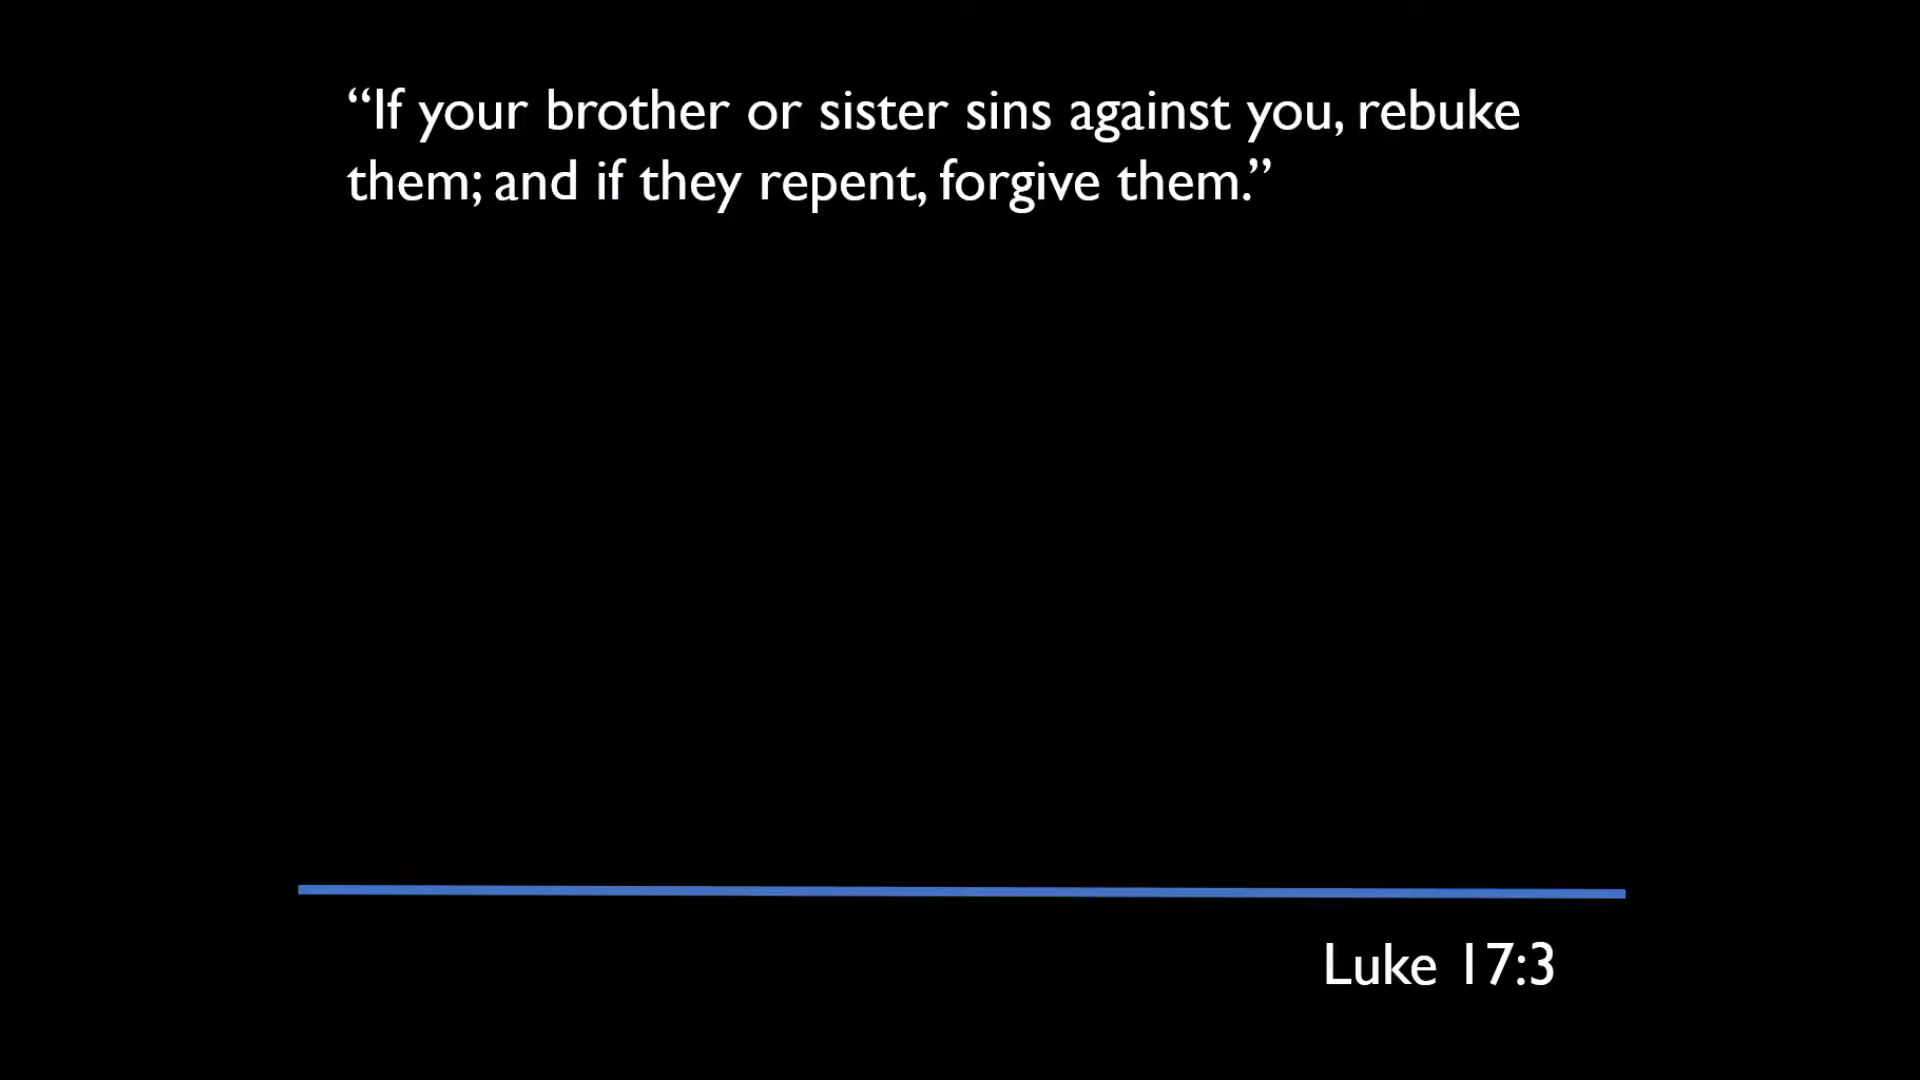 “If your brother or sister sins against you, rebuke
them; and if they repent, forgive them.”
Luke 17:3